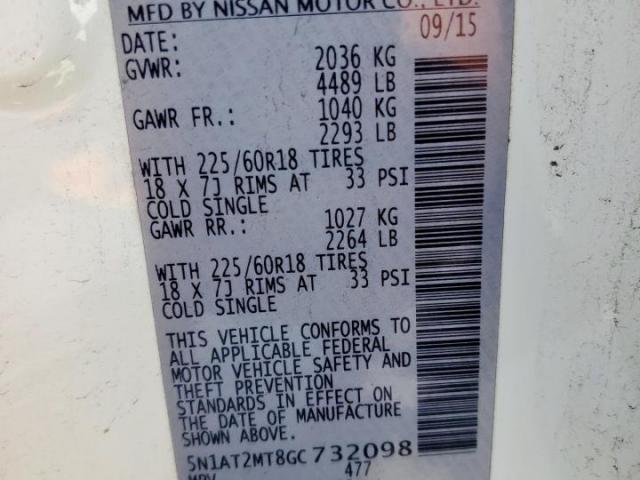 MFD BY NISSAN MOTOR CO., LTD.
DATE: 09/15
GVWR: 2036 KG
4489 LB
GAWR FR.: 1040 KG
2293 LB
WITH 225/60R18 TIRES
18 X 7J RIMS AT 33 PSI
COLD SINGLE
GAWR RR.: 1027 KG
2264 LB
WITH 225/60R18 TIRES
18 X 7J RIMS AT 33 PSI
COLD SINGLE
THIS VEHICLE CONFORMS TO
ALL APPLICABLE FEDERAL
MOTOR VEHICLE SAFETY AND
THEFT PREVENTION
STANDARDS IN EFFECT ON
THE DATE OF MANUFACTURE
SHOWN ABOVE.
5N1AT2MT8GC732098
MPV 477